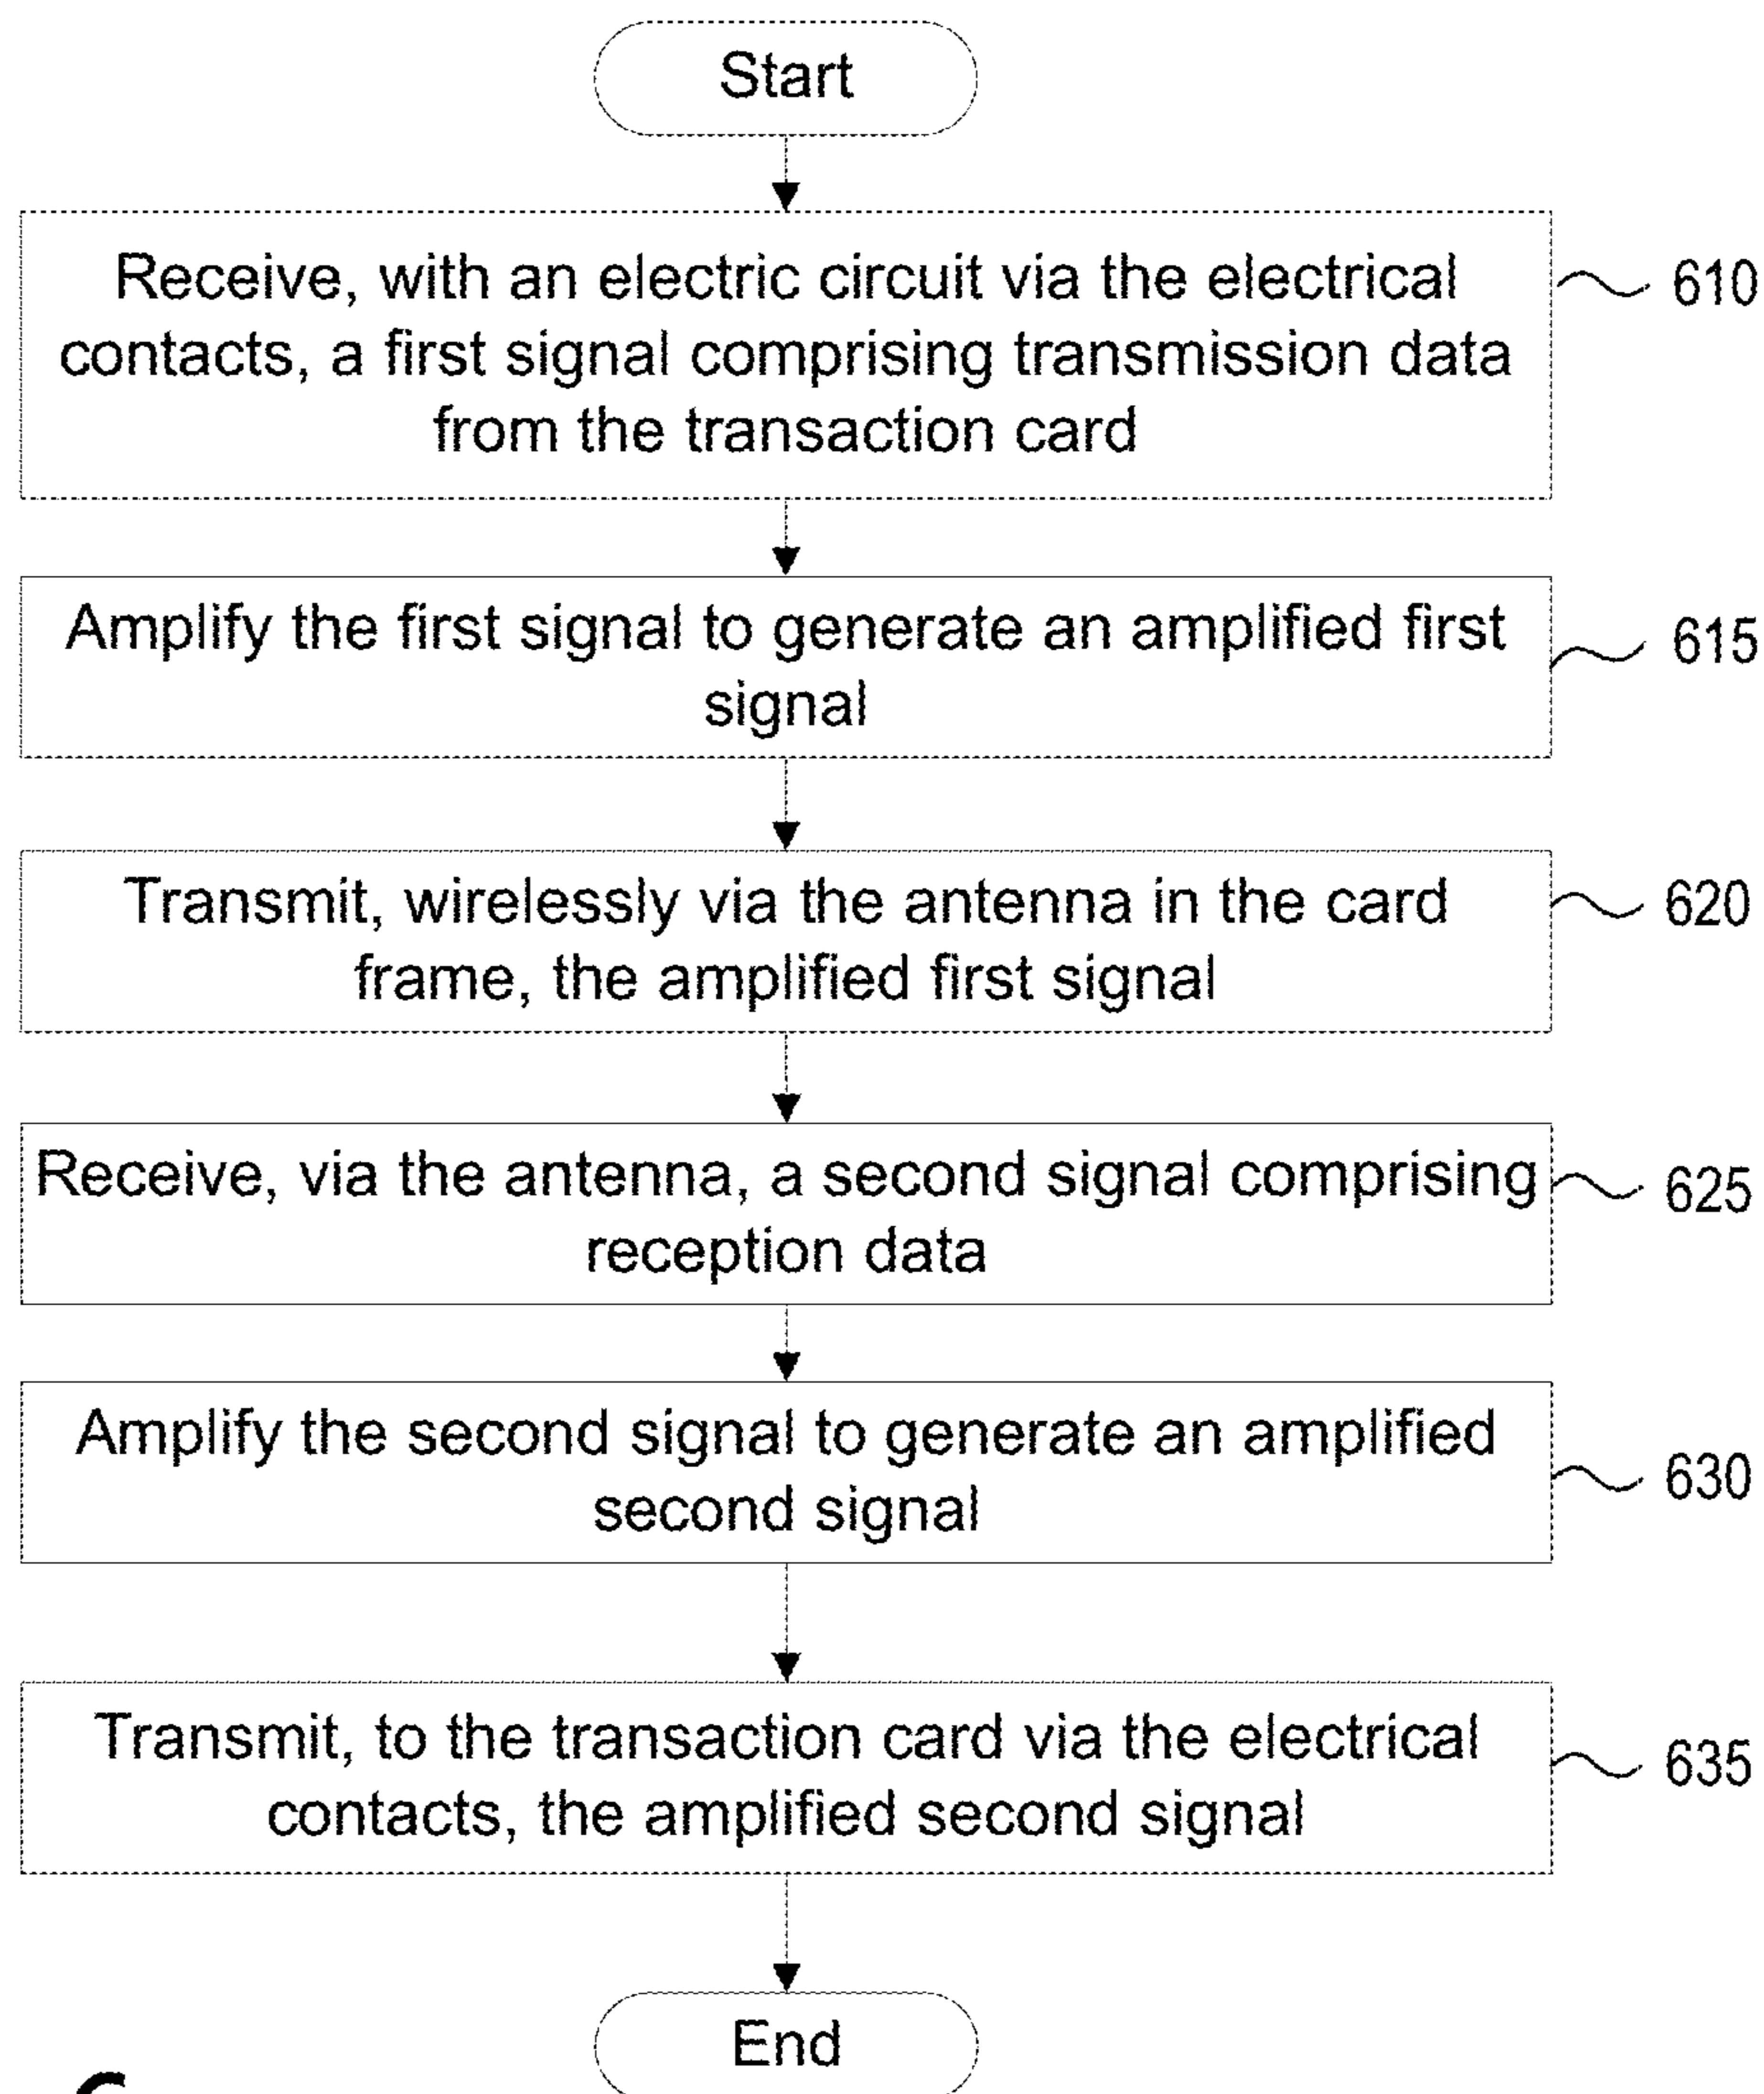 Start
Receive, with an electric circuit via the electrical
contacts, a first signal comprising transmission data
from the transaction card
610
Amplify the first signal to generate an amplified first
signal
615
Transmit, wirelessly via the antenna in the card
frame, the amplified first signal
620
Receive, via the antenna, a second signal comprising
reception data
625
Amplify the second signal to generate an amplified
second signal
630
Transmit, to the transaction card via the electrical
contacts, the amplified second signal
635
End